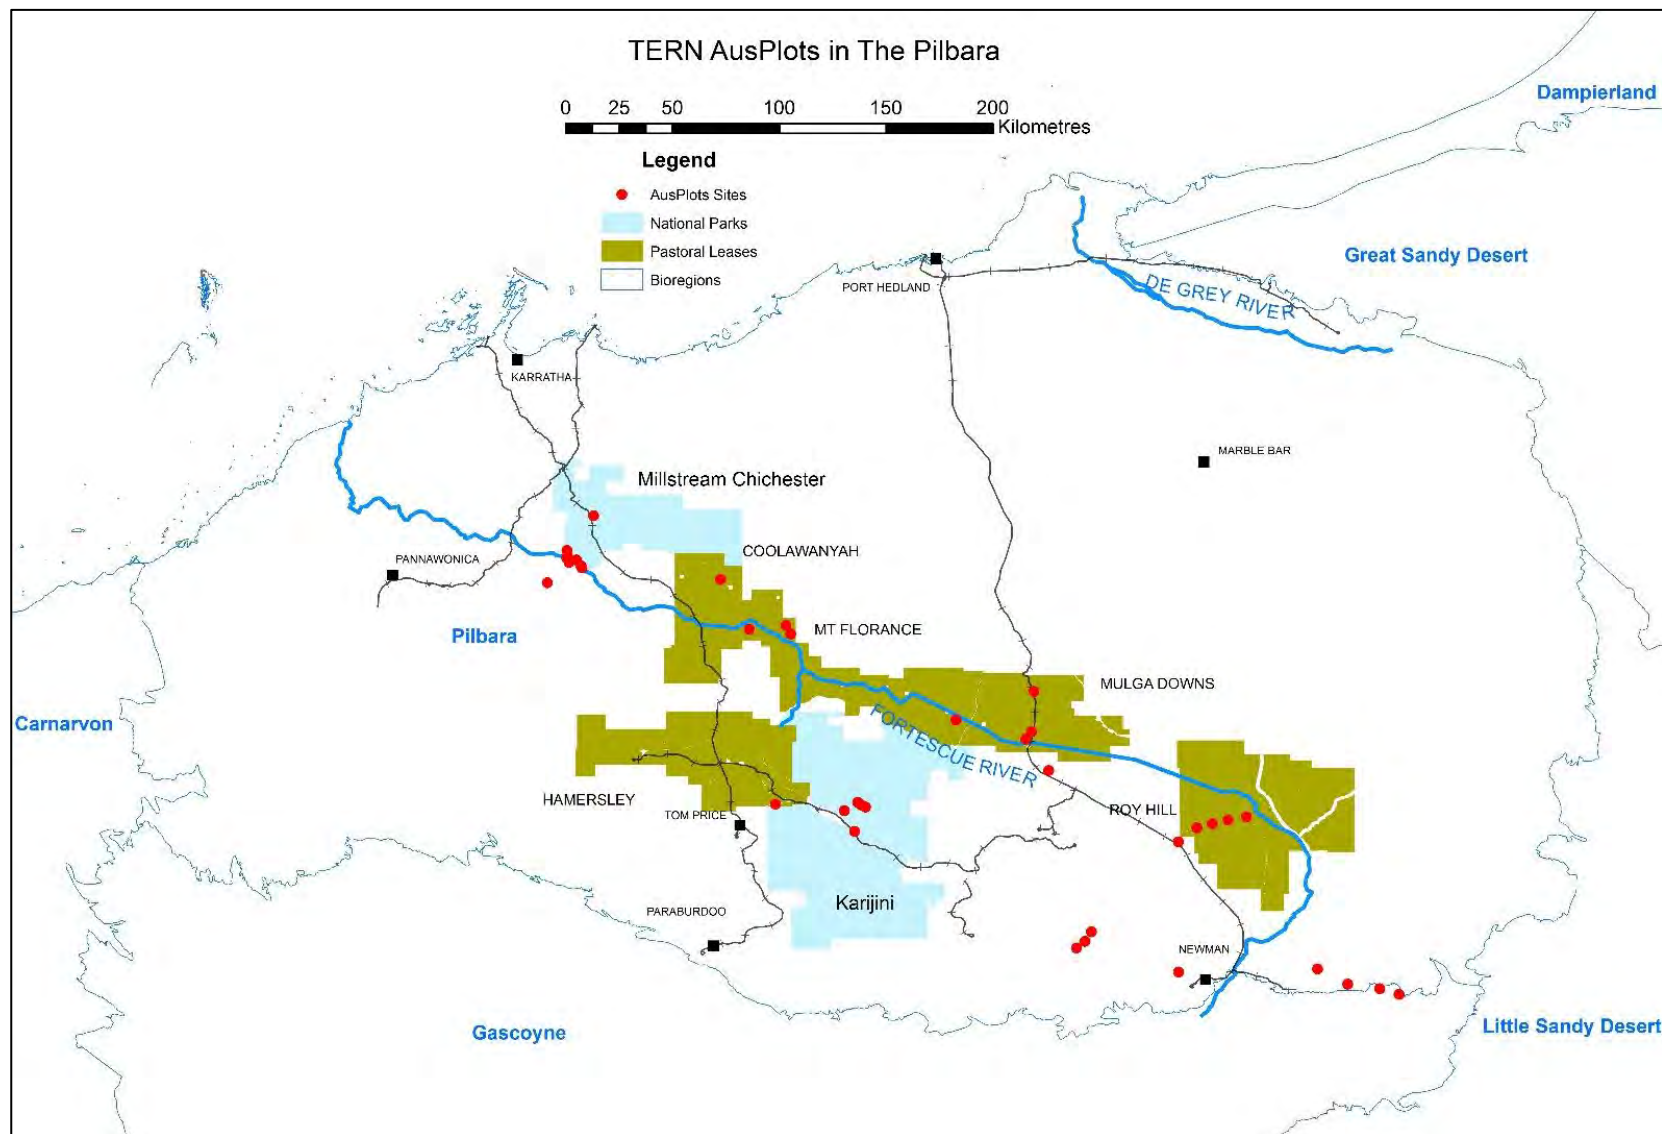 TERN AusPlots in The Pilbara
0 25 50 100 150 200
Kilometres
Legend
AusPlots Sites
National Parks
Pastoral Leases
Bioregions
Dampierland
Great Sandy Desert
DE GREY RIVER
PORT HEDLAND
KARRATHA
MARBLE BAR
Millstream Chichester
COOLAWANYAH
PANNAWONICA
Pilbara
MT FLORANCE
MULGA DOWNS
Carnarvon
FORTESCUE RIVER
HAMERSLEY
TOM PRICE
ROY HILL
Karijini
PARABURDOO
NEWMAN
Gascoyne
Little Sandy Desert